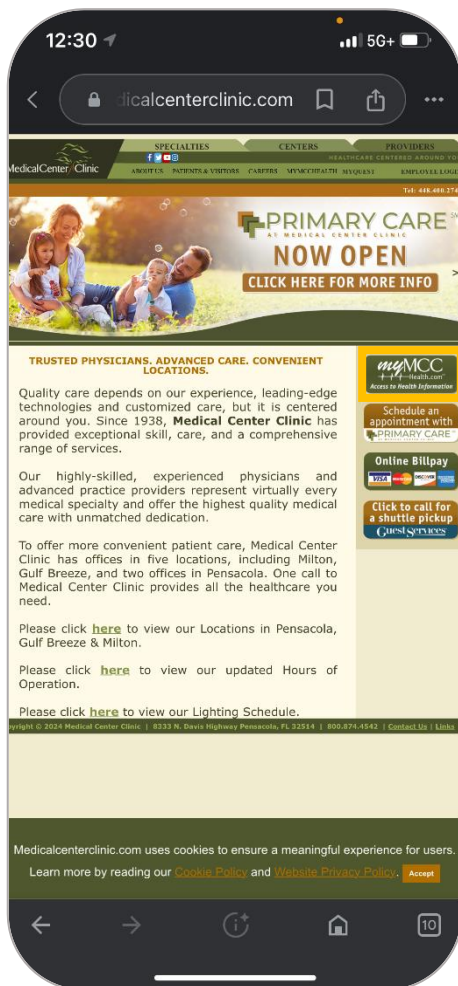 12:30
5G+
dicalcenterclinic.com
SPECIALTIES CENTERS PROVIDERS
HEALTHCARE CENTERED AROUND YO
MedicalCenter Clinic
ABOUT US PATIENTS & VISITORS CAREERS MYMCCHEALTH MYQUEST EMPLOYEE LOGI
Tel: 448.480.274
PRIMARY CARE
AT MEDICAL CENTER CLINIC
NOW OPEN
CLICK HERE FOR MORE INFO
TRUSTED PHYSICIANS. ADVANCED CARE. CONVENIENT
LOCATIONS.
Quality care depends on our experience, leading-edge
technologies and customized care, but it is centered
around you. Since 1938, Medical Center Clinic has
provided exceptional skill, care, and a comprehensive
range of services.
Our highly-skilled, experienced physicians and
advanced practice providers represent virtually every
medical specialty and offer the highest quality medical
care with unmatched dedication.
To offer more convenient patient care, Medical Center
Clinic has offices in five locations, including Milton,
Gulf Breeze, and two offices in Pensacola. One call to
Medical Center Clinic provides all the healthcare you
need.
Please click here to view our Locations in Pensacola,
Gulf Breeze & Milton.
Please click here to view our updated Hours of
Operation.
Please click here to view our Lighting Schedule.
myMCC
Health.com
Access to Health Information
Schedule an
appointment with
PRIMARY CARE
Online Billpay
VISA DISCOVER
Click to call for
a shuttle pickup
Guest Services
pyright © 2024 Medical Center Clinic | 8333 N. Davis Highway Pensacola, FL 32514 | 800.874.4542 | Contact Us | Links
Medicalcenterclinic.com uses cookies to ensure a meaningful experience for users.
Learn more by reading our Cookie Policy and Website Privacy Policy. Accept
10